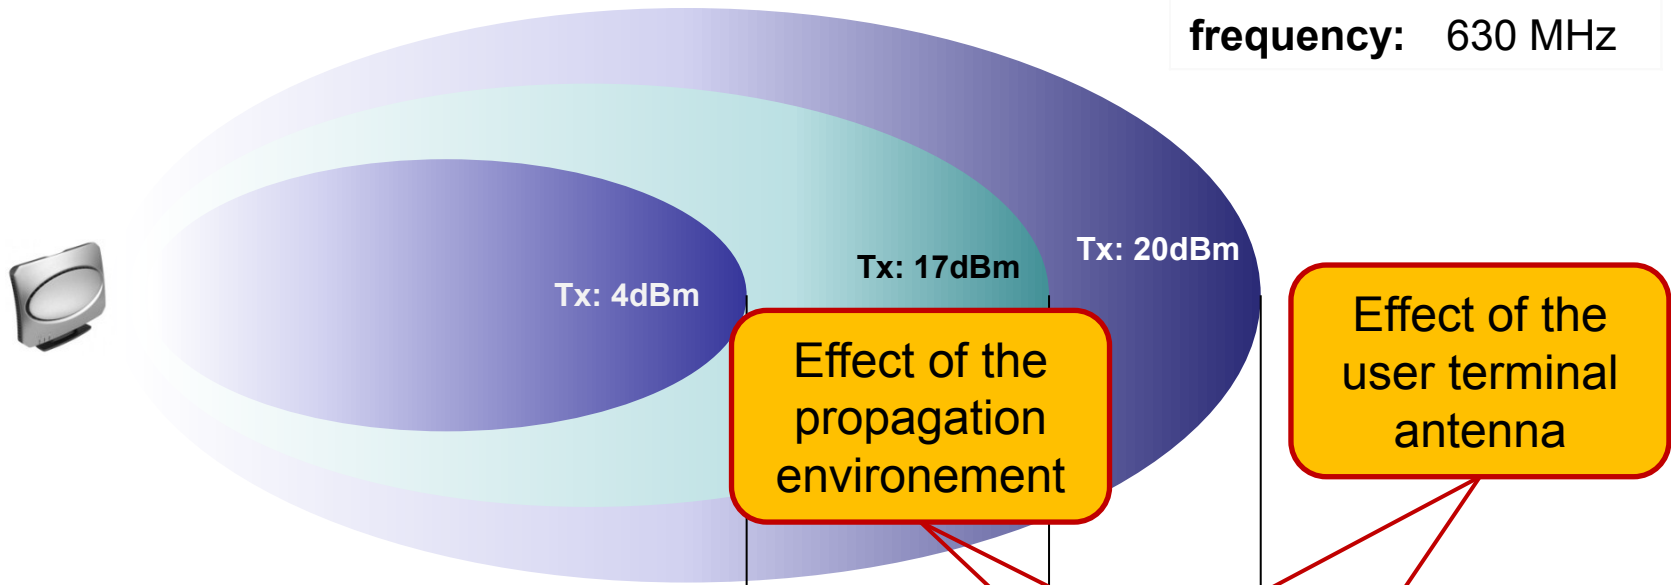 frequency: 630 MHz
Tx: 4dBm
Tx: 17dBm
Tx: 20dBm
Effect of the
propagation
environement
Effect of the
user terminal
antenna